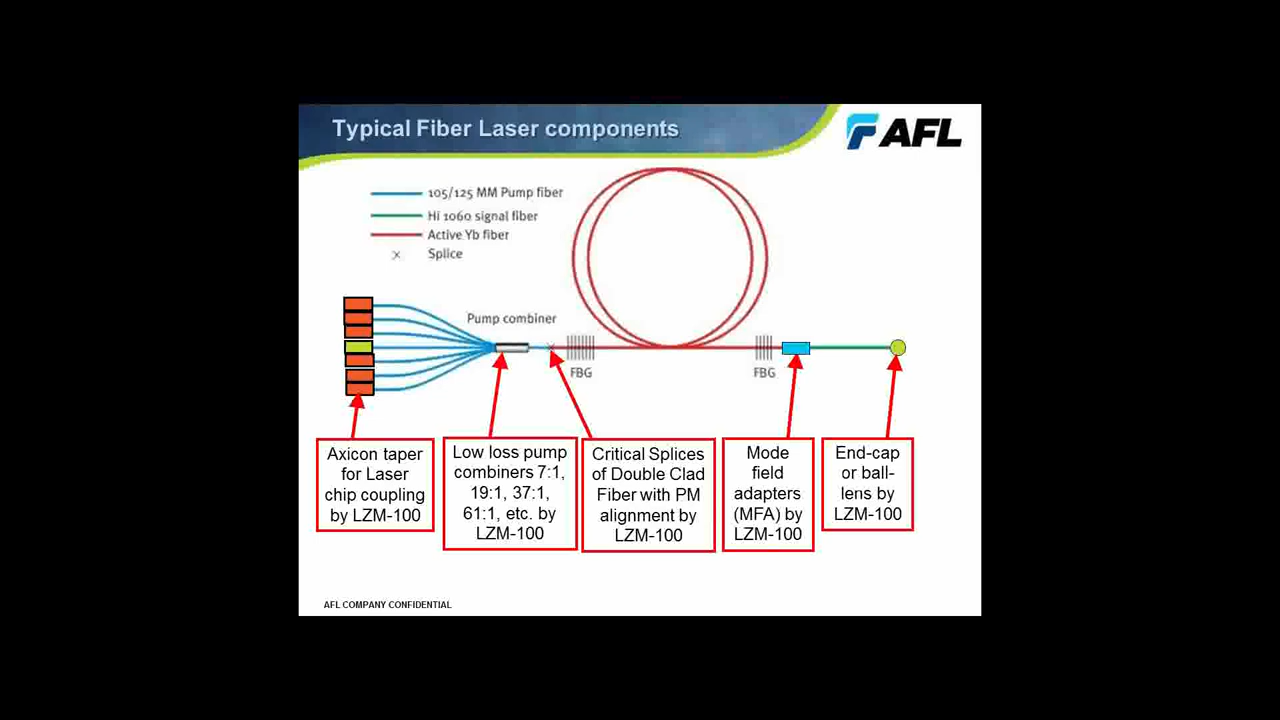 Typical Fiber Laser components
AFL
105/125 MM Pump fiber
Hi 1060 signal fiber
Active Yb fiber
Splice
Pump combiner
FBG
FBG
Axicon taper
for Laser
chip coupling
by LZM-100
Low loss pump
combiners 7:1,
19:1, 37:1,
61:1, etc. by
LZM-100
Critical Splices
of Double Clad
Fiber with PM
alignment by
LZM-100
Mode
field
adapters
(MFA) by
LZM-100
End-cap
or ball-
lens by
LZM-100
AFL COMPANY CONFIDENTIAL